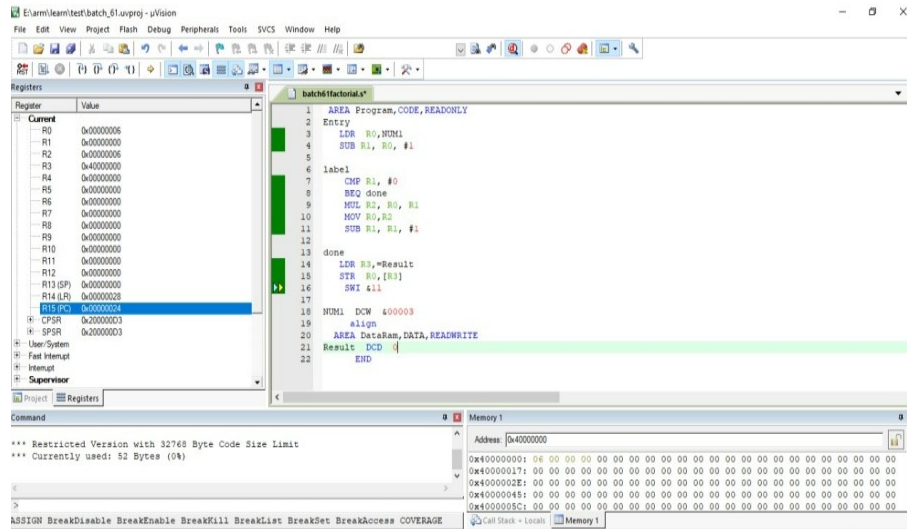 E:\arm\learn\test\batch_61.uvproj - µVision
File Edit View Project Flash Debug Peripherals Tools SVCS Window Help
Registers
Register Value
Current
R0 0x00000006
R1 0x00000000
R2 0x00000006
R3 0x40000000
R4 0x00000000
R5 0x00000000
R6 0x00000000
R7 0x00000000
R8 0x00000000
R9 0x00000000
R10 0x00000000
R11 0x00000000
R12 0x00000000
R13 (SP) 0x00000000
R14 (LR) 0x00000028
R15 (PC) 0x00000024
CPSR 0x200000D3
SPSR 0x200000D3
User/System
Fast Interrupt
Interrupt
Supervisor
Project Registers
batch61factorial.s*
1 AREA Program,CODE,READONLY
2 Entry
3 LDR R0,NUM1
4 SUB R1, R0, #1
5
6 label
7 CMP R1, #0
8 BEQ done
9 MUL R2, R0, R1
10 MOV R0,R2
11 SUB R1, R1, #1
12
13 done
14 LDR R3,=Result
15 STR R0,[R3]
16 SWI &11
17
18 NUM1 DCW &00003
19 align
20 AREA DataRam,DATA,READWRITE
21 Result DCD 0
22 END
Command
*** Restricted Version with 32768 Byte Code Size Limit
*** Currently used: 52 Bytes (0%)
>
ASSIGN BreakDisable BreakEnable BreakKill BreakList BreakSet BreakAccess COVERAGE
Memory 1
Address: 0x40000000
0x40000000: 06 00 00 00 00 00 00 00 00 00 00 00 00 00 00 00 00 00 00 00 00 00 00
0x40000017: 00 00 00 00 00 00 00 00 00 00 00 00 00 00 00 00 00 00 00 00 00 00 00
0x4000002E: 00 00 00 00 00 00 00 00 00 00 00 00 00 00 00 00 00 00 00 00 00 00 00
0x40000045: 00 00 00 00 00 00 00 00 00 00 00 00 00 00 00 00 00 00 00 00 00 00 00
0x4000005C: 00 00 00 00 00 00 00 00 00 00 00 00 00 00 00 00 00 00 00 00 00 00 00
Call Stack + Locals Memory 1